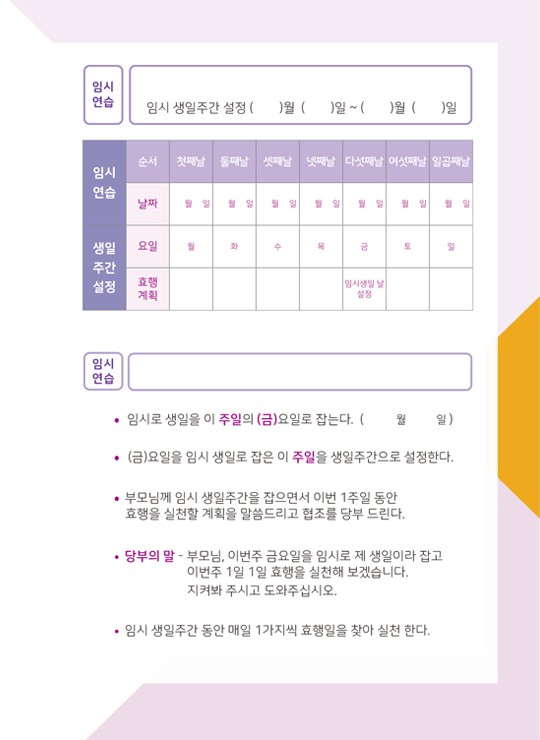 임시
연습
임시 생일주간 설정 (      )월 (      )일 ~ (      )월 (      )일
임시
연습
생일
주간
설정
순서 첫째날 둘째날 셋째날 넷째날 다섯째날 여섯째날 일곱째날
날짜 월 일 월 일 월 일 월 일 월 일 월 일 월 일
요일 월 화 수 목 금 토 일
효행
계획
임시생일 날
설정
임시
연습
• 임시로 생일을 이 주일의 (금)요일로 잡는다. (      월      일)
• (금)요일을 임시 생일로 잡은 이 주일을 생일주간으로 설정한다.
• 부모님께 임시 생일주간을 잡으면서 이번 1주일 동안
효행을 실천할 계획을 말씀드리고 협조를 당부 드린다.
• 당부의 말 - 부모님, 이번주 금요일을 임시로 제 생일이라 잡고
이번주 1일 1일 효행을 실천해 보겠습니다.
지켜봐 주시고 도와주십시오.
• 임시 생일주간 동안 매일 1가지씩 효행일을 찾아 실천 한다.